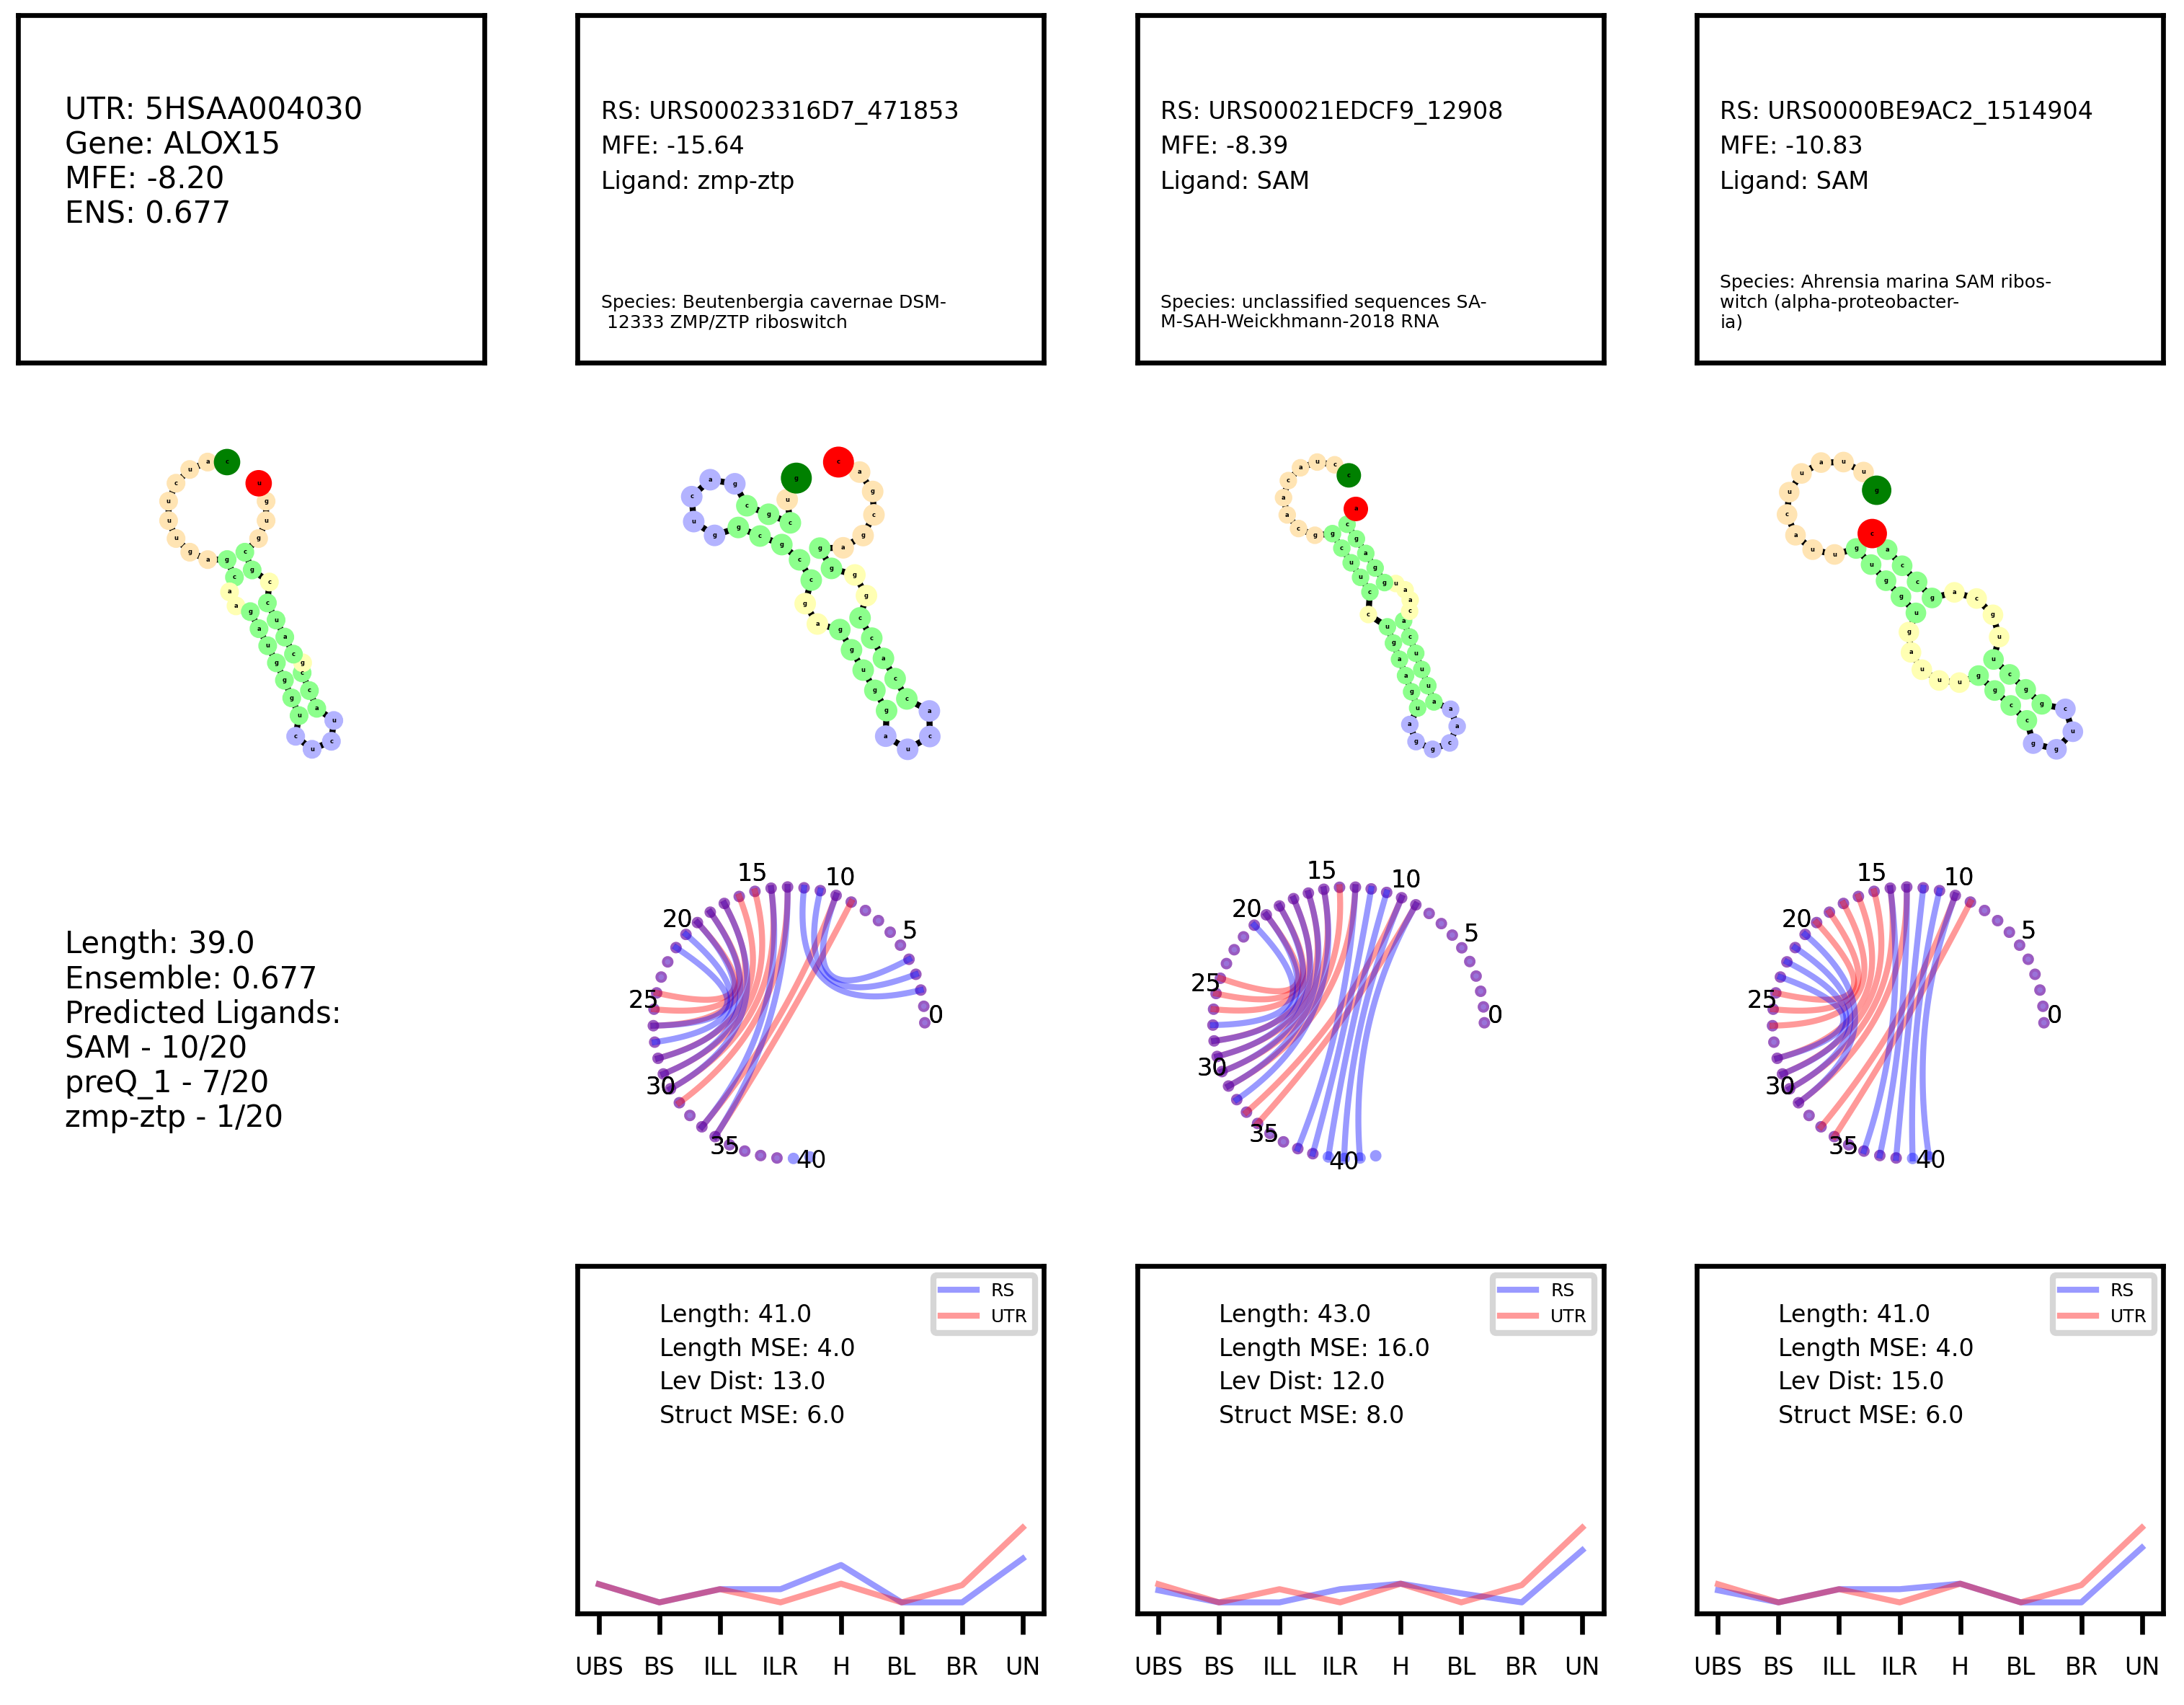 UTR: 5HSAA004030
Gene: ALOX15
MFE: -8.20
ENS: 0.677
RS: URS00023316D7_471853
MFE: -15.64
Ligand: zmp-ztp
Species: Beutenbergia cavernae DSM-
12333 ZMP/ZTP riboswitch
RS: URS00021EDCF9_12908
MFE: -8.39
Ligand: SAM
Species: unclassified sequences SA-
M-SAH-Weickhmann-2018 RNA
RS: URS0000BE9AC2_1514904
MFE: -10.83
Ligand: SAM
Species: Ahrensia marina SAM ribos-
witch (alpha-proteobacter-
ia)
Length: 39.0
Ensemble: 0.677
Predicted Ligands:
SAM - 10/20
preQ_1 - 7/20
zmp-ztp - 1/20
0
5
10
15
20
25
30
35
40
0
5
10
15
20
25
30
35
40
0
5
10
15
20
25
30
35
40
RS
UTR
Length: 41.0
Length MSE: 4.0
Lev Dist: 13.0
Struct MSE: 6.0
UBS BS ILL ILR H BL BR UN
RS
UTR
Length: 43.0
Length MSE: 16.0
Lev Dist: 12.0
Struct MSE: 8.0
UBS BS ILL ILR H BL BR UN
RS
UTR
Length: 41.0
Length MSE: 4.0
Lev Dist: 15.0
Struct MSE: 6.0
UBS BS ILL ILR H BL BR UN